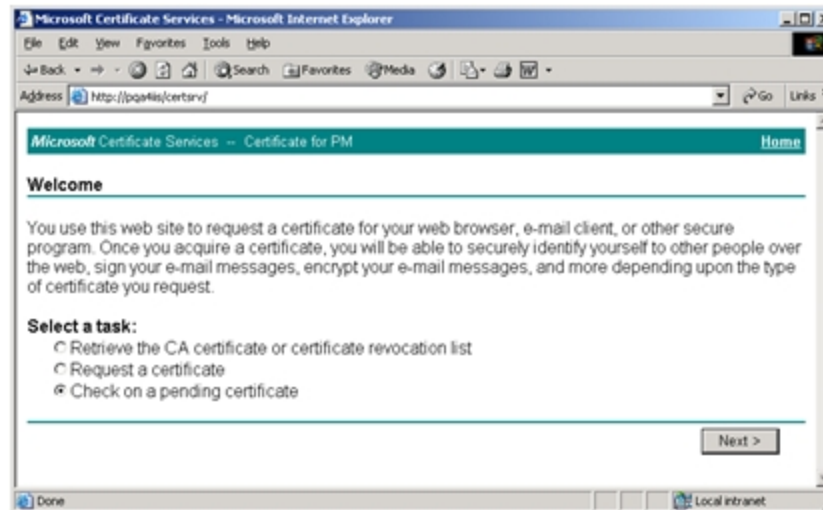 Microsoft Certificate Services - Microsoft Internet Explorer
File Edit View Favorites Tools Help
Back Search Favorites Media
Address http://pqa4iis/certsrv/ Go Links
Microsoft Certificate Services -- Certificate for PM Home
Welcome
You use this web site to request a certificate for your web browser, e-mail client, or other secure
program. Once you acquire a certificate, you will be able to securely identify yourself to other people over
the web, sign your e-mail messages, encrypt your e-mail messages, and more depending upon the type
of certificate you request.
Select a task:
Retrieve the CA certificate or certificate revocation list
Request a certificate
Check on a pending certificate
Next >
Done Local intranet